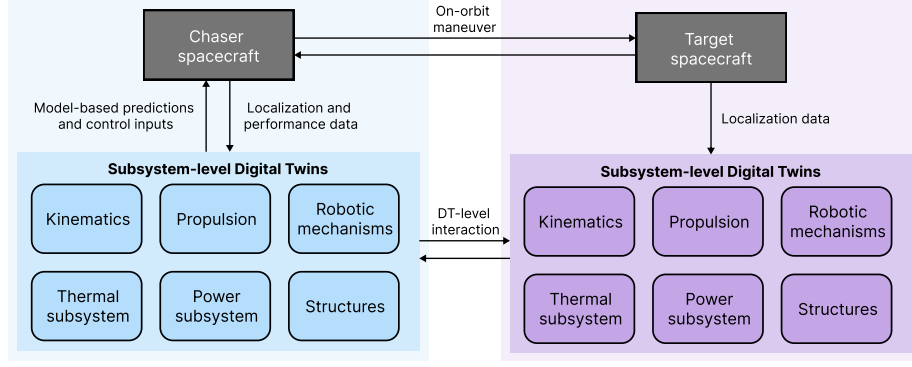 Chaser
spacecraft
On-orbit
maneuver
Target
spacecraft
Model-based predictions
and control inputs
Localization and
performance data
Localization data
Subsystem-level Digital Twins
Kinematics
Propulsion
Robotic
mechanisms
Thermal
subsystem
Power
subsystem
Structures
DT-level
interaction
Subsystem-level Digital Twins
Kinematics
Propulsion
Robotic
mechanisms
Thermal
subsystem
Power
subsystem
Structures